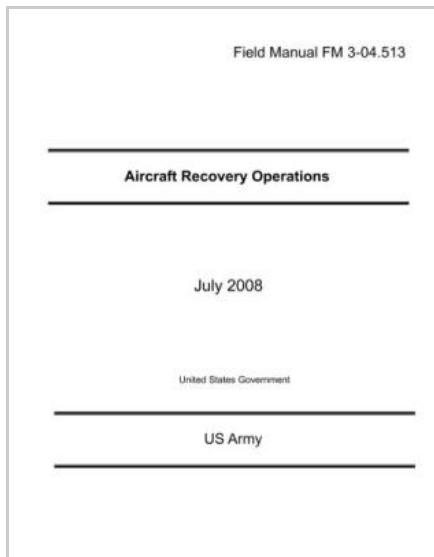 Field Manual FM 3-04.513
Aircraft Recovery Operations
July 2008
United States Government
US Army